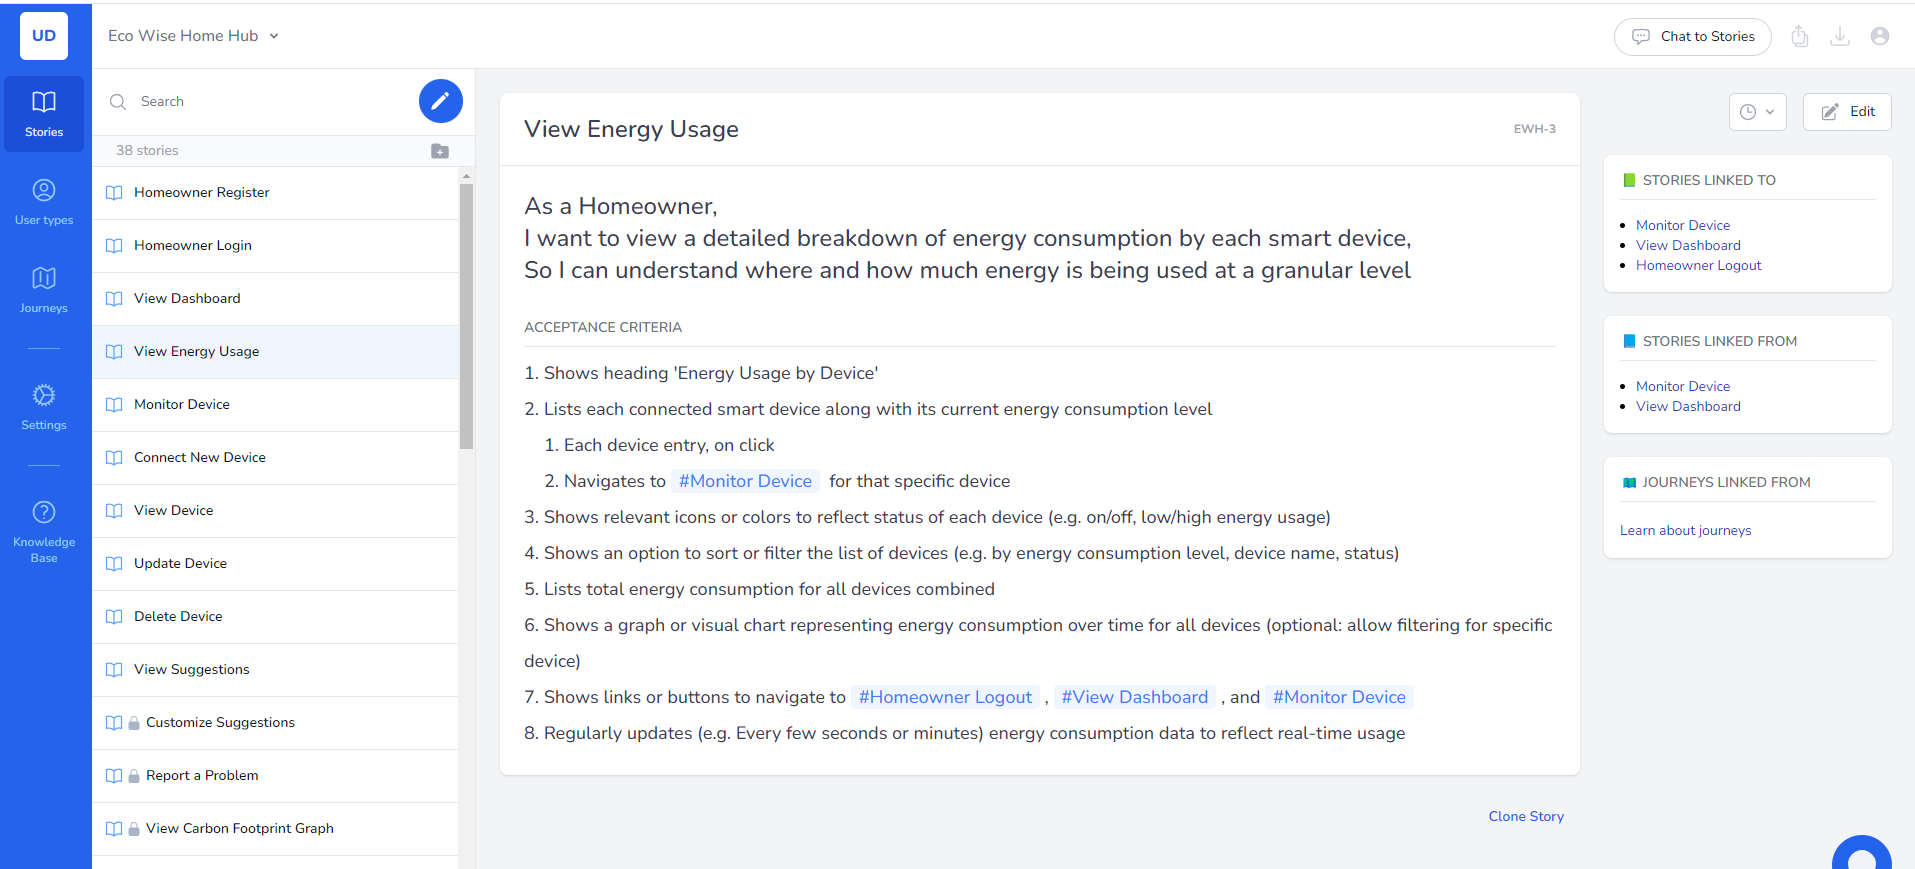 UD
Eco Wise Home Hub
Chat to Stories
Stories
User types
Journeys
Settings
Knowledge
Base
Search
38 stories
Homeowner Register
Homeowner Login
View Dashboard
View Energy Usage
Monitor Device
Connect New Device
View Device
Update Device
Delete Device
View Suggestions
Customize Suggestions
Report a Problem
View Carbon Footprint Graph
View Energy Usage
EWH-3
As a Homeowner,
I want to view a detailed breakdown of energy consumption by each smart device,
So I can understand where and how much energy is being used at a granular level
ACCEPTANCE CRITERIA
1. Shows heading 'Energy Usage by Device'
2. Lists each connected smart device along with its current energy consumption level
1. Each device entry, on click
2. Navigates to #Monitor Device for that specific device
3. Shows relevant icons or colors to reflect status of each device (e.g. on/off, low/high energy usage)
4. Shows an option to sort or filter the list of devices (e.g. by energy consumption level, device name, status)
5. Lists total energy consumption for all devices combined
6. Shows a graph or visual chart representing energy consumption over time for all devices (optional: allow filtering for specific
device)
7. Shows links or buttons to navigate to #Homeowner Logout , #View Dashboard , and #Monitor Device
8. Regularly updates (e.g. Every few seconds or minutes) energy consumption data to reflect real-time usage
Clone Story
Edit
STORIES LINKED TO
Monitor Device
View Dashboard
Homeowner Logout
STORIES LINKED FROM
Monitor Device
View Dashboard
JOURNEYS LINKED FROM
Learn about journeys